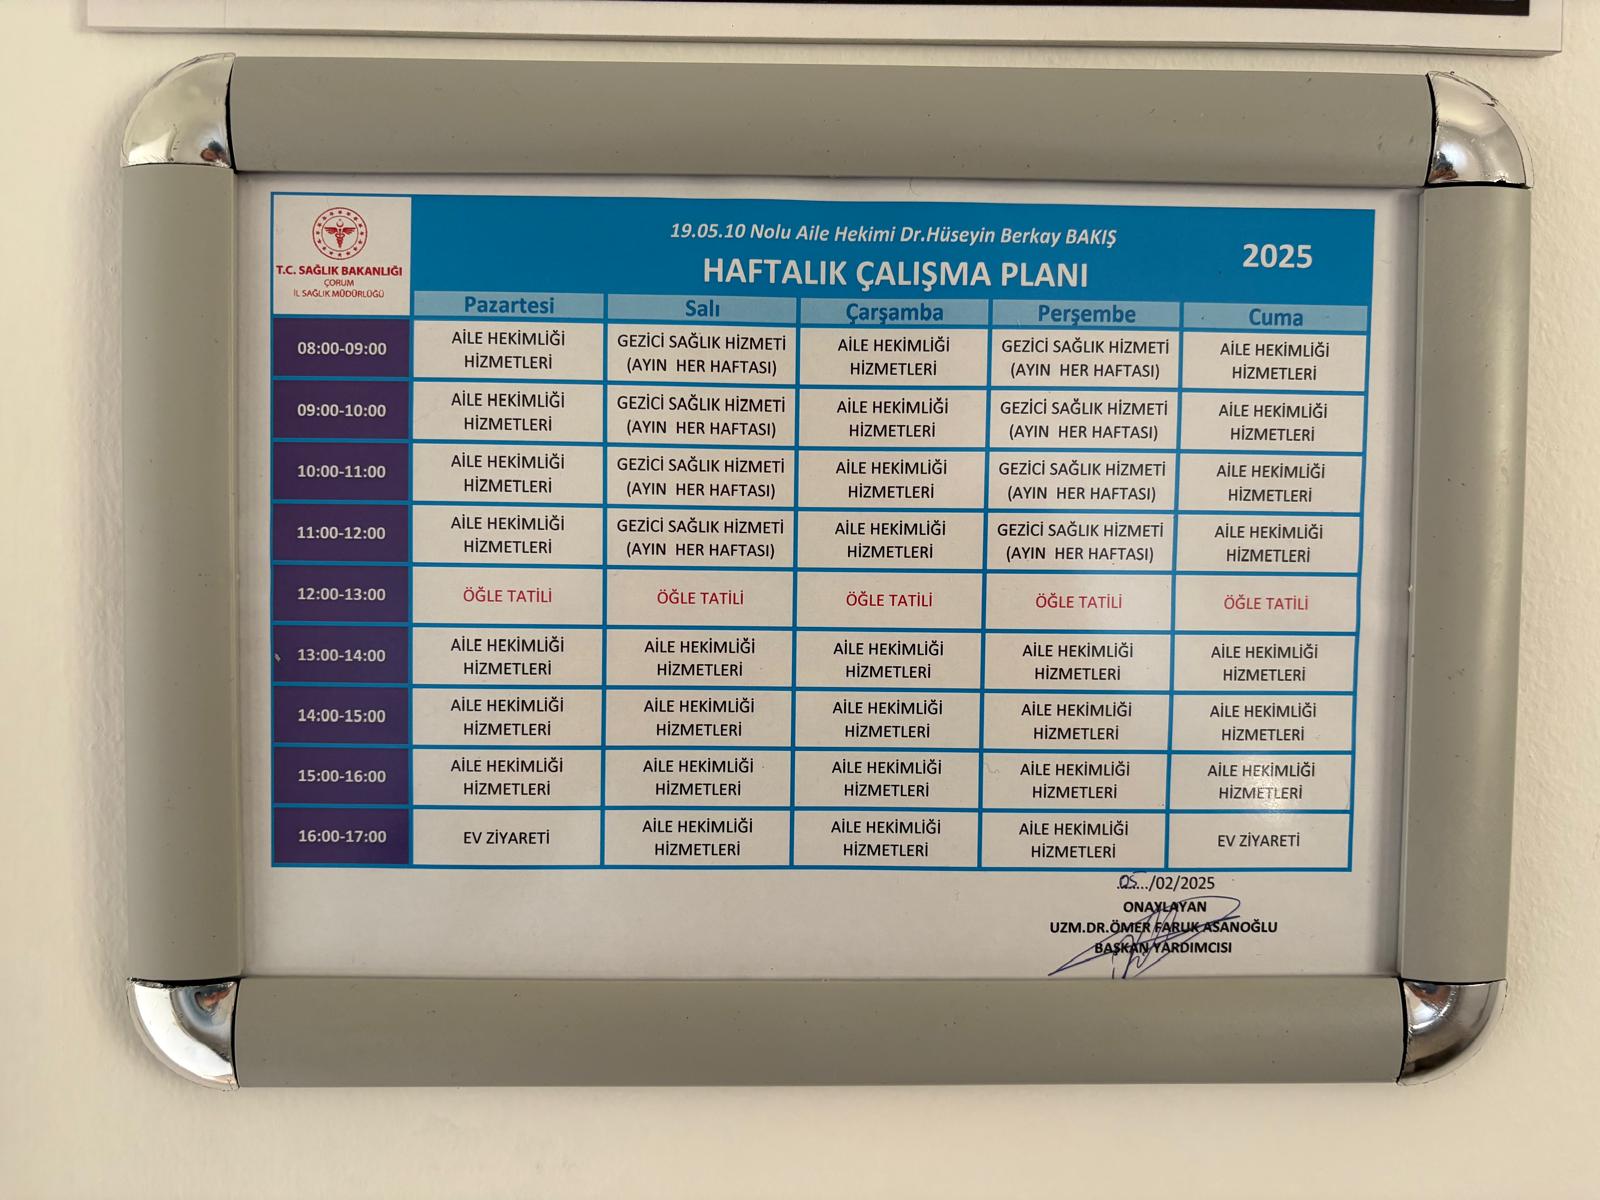 T.C. SAĞLIK BAKANLIĞI
ÇORUM
İL SAĞLIK MÜDÜRLÜĞÜ
19.05.10 Nolu Aile Hekimi Dr.Hüseyin Berkay BAKIŞ
HAFTALIK ÇALIŞMA PLANI
2025
Pazartesi Salı Çarşamba Perşembe Cuma
08:00-09:00 AİLE HEKİMLİĞİ GEZİCİ SAĞLIK HİZMETİ AİLE HEKİMLİĞİ GEZİCİ SAĞLIK HİZMETİ AİLE HEKİMLİĞİ
HİZMETLERİ (AYIN HER HAFTASI) HİZMETLERİ (AYIN HER HAFTASI) HİZMETLERİ
09:00-10:00 AİLE HEKİMLİĞİ GEZİCİ SAĞLIK HİZMETİ AİLE HEKİMLİĞİ GEZİCİ SAĞLIK HİZMETİ AİLE HEKİMLİĞİ
HİZMETLERİ (AYIN HER HAFTASI) HİZMETLERİ (AYIN HER HAFTASI) HİZMETLERİ
10:00-11:00 AİLE HEKİMLİĞİ GEZİCİ SAĞLIK HİZMETİ AİLE HEKİMLİĞİ GEZİCİ SAĞLIK HİZMETİ AİLE HEKİMLİĞİ
HİZMETLERİ (AYIN HER HAFTASI) HİZMETLERİ (AYIN HER HAFTASI) HİZMETLERİ
11:00-12:00 AİLE HEKİMLİĞİ GEZİCİ SAĞLIK HİZMETİ AİLE HEKİMLİĞİ GEZİCİ SAĞLIK HİZMETİ AİLE HEKİMLİĞİ
HİZMETLERİ (AYIN HER HAFTASI) HİZMETLERİ (AYIN HER HAFTASI) HİZMETLERİ
12:00-13:00 ÖĞLE TATİLİ ÖĞLE TATİLİ ÖĞLE TATİLİ ÖĞLE TATİLİ ÖĞLE TATİLİ
13:00-14:00 AİLE HEKİMLİĞİ AİLE HEKİMLİĞİ AİLE HEKİMLİĞİ AİLE HEKİMLİĞİ AİLE HEKİMLİĞİ
HİZMETLERİ HİZMETLERİ HİZMETLERİ HİZMETLERİ HİZMETLERİ
14:00-15:00 AİLE HEKİMLİĞİ AİLE HEKİMLİĞİ AİLE HEKİMLİĞİ AİLE HEKİMLİĞİ AİLE HEKİMLİĞİ
HİZMETLERİ HİZMETLERİ HİZMETLERİ HİZMETLERİ HİZMETLERİ
15:00-16:00 AİLE HEKİMLİĞİ AİLE HEKİMLİĞİ AİLE HEKİMLİĞİ AİLE HEKİMLİĞİ AİLE HEKİMLİĞİ
HİZMETLERİ HİZMETLERİ HİZMETLERİ HİZMETLERİ HİZMETLERİ
16:00-17:00 EV ZİYARETİ AİLE HEKİMLİĞİ AİLE HEKİMLİĞİ AİLE HEKİMLİĞİ EV ZİYARETİ
HİZMETLERİ HİZMETLERİ HİZMETLERİ
05.../02/2025
ONAYLAYAN
UZM.DR.ÖMER FARUK ASANOĞLU
BAŞKAN YARDIMCISI